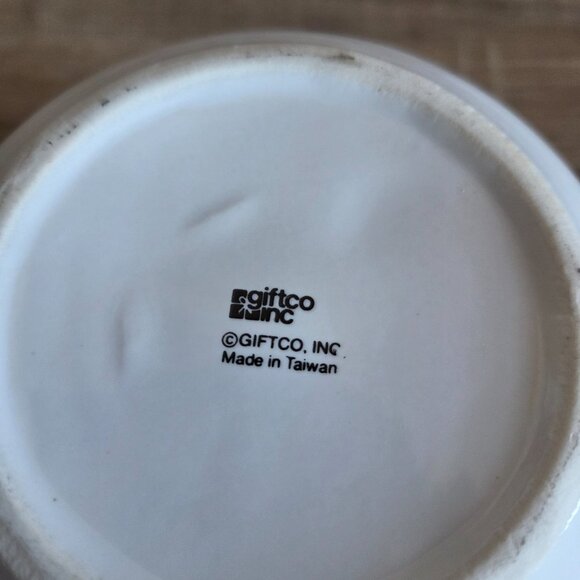 giftco
inc
©GIFTCO, INC.
Made in Taiwan